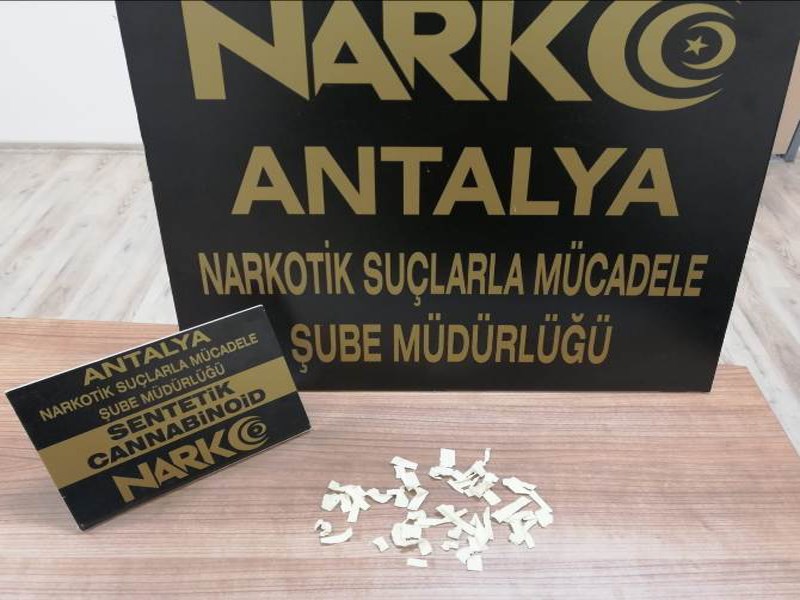 NARKO
ANTALYA
NARKOTİK SUÇLARLA MÜCADELE
ŞUBE MÜDÜRLÜĞÜ
ANTALYA
NARKOTİK SUÇLARLA MÜCADELE
ŞUBE MÜDÜRLÜĞÜ
SENTETİK
CANNABİNOİD
NARKO